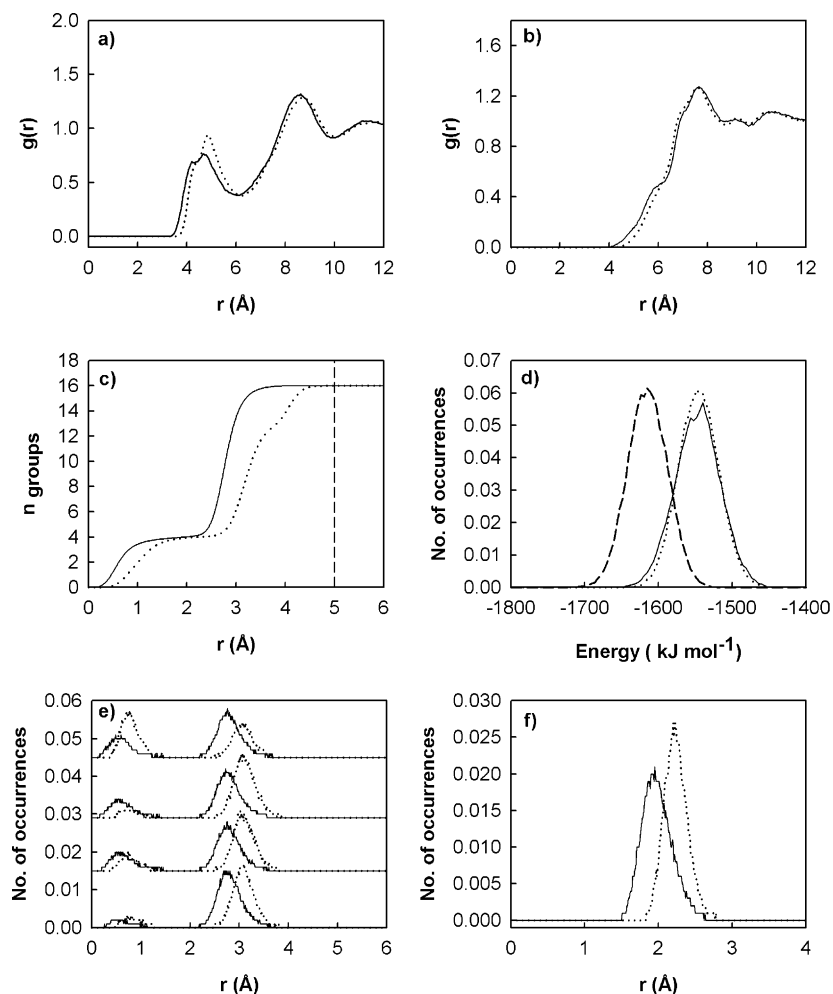 a)
g(r)
2.0
1.5
1.0
0.5
0.0
0 2 4 6 8 10 12
r (Å)
b)
g(r)
1.6
1.2
0.8
0.4
0.0
0 2 4 6 8 10 12
r (Å)
c)
n groups
18
16
14
12
10
8
6
4
2
0
0 1 2 3 4 5 6
r (Å)
d)
No. of occurrences
0.07
0.06
0.05
0.04
0.03
0.02
0.01
0.00
-1800 -1700 -1600 -1500 -1400
Energy ( kJ mol-1)
e)
No. of occurrences
0.06
0.05
0.04
0.03
0.02
0.01
0.00
0 1 2 3 4 5 6
r (Å)
f)
No. of occurrences
0.030
0.025
0.020
0.015
0.010
0.005
0.000
0 1 2 3 4
r (Å)